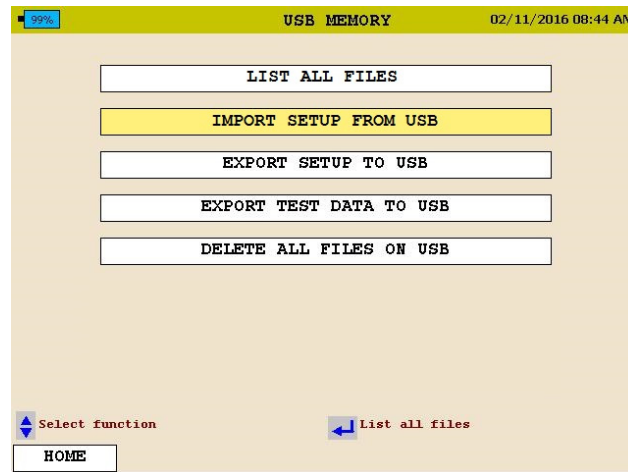 99% USB MEMORY 02/11/2016 08:44 AM
LIST ALL FILES
IMPORT SETUP FROM USB
EXPORT SETUP TO USB
EXPORT TEST DATA TO USB
DELETE ALL FILES ON USB
Select function List all files
HOME